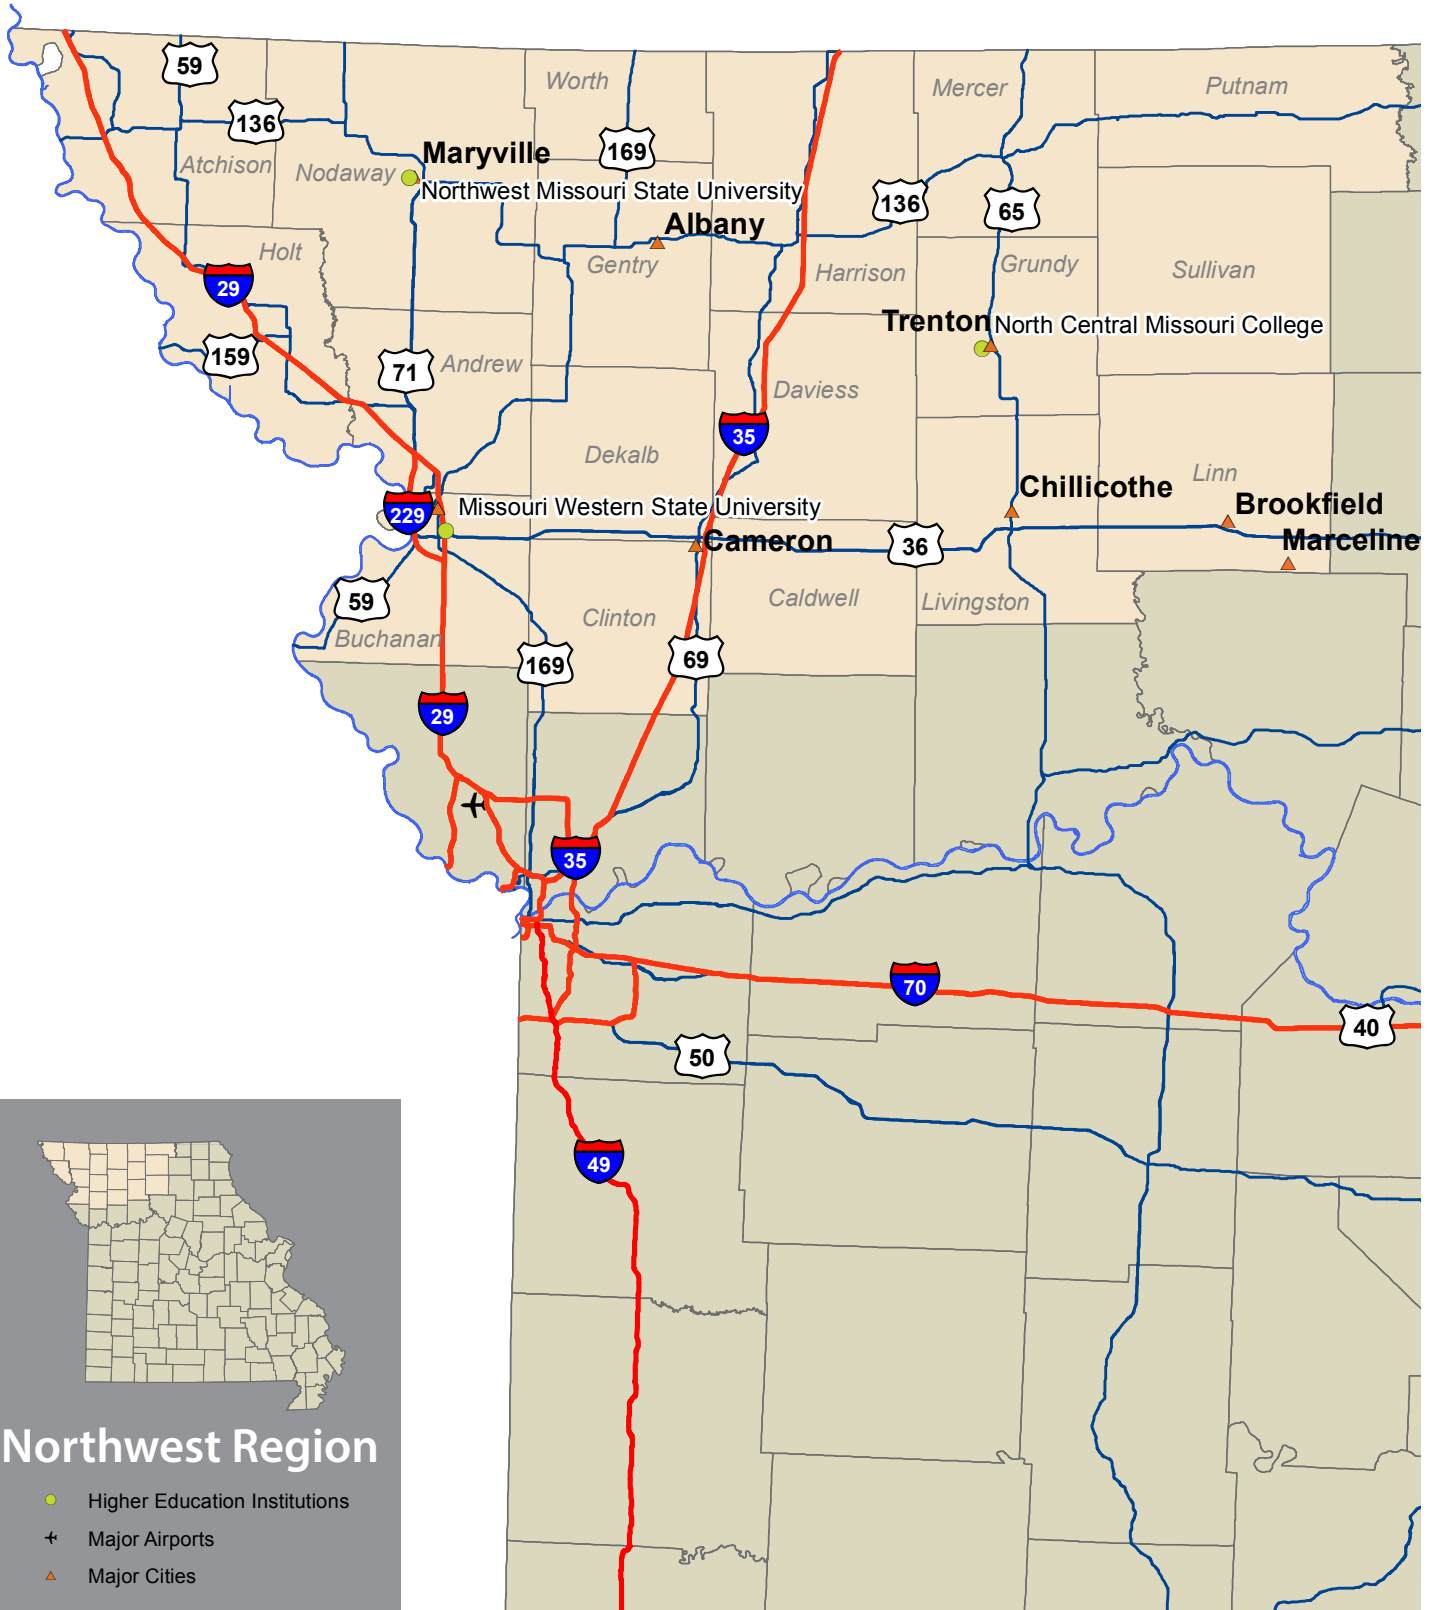 59
Worth
Mercer
Putnam
136
Maryville
169
Atchison
Nodaway
Northwest Missouri State University
136
65
Albany
Holt
Gentry
Harrison
Grundy
Sullivan
29
Trenton
North Central Missouri College
159
71
Andrew
Daviess
35
Dekalb
Linn
Chillicothe
Brookfield
229
Missouri Western State University
Cameron
36
Marceline
59
Clinton
Caldwell
Livingston
Buchanan
169
69
29
35
70
40
50
49
Northwest Region
Higher Education Institutions
Major Airports
Major Cities